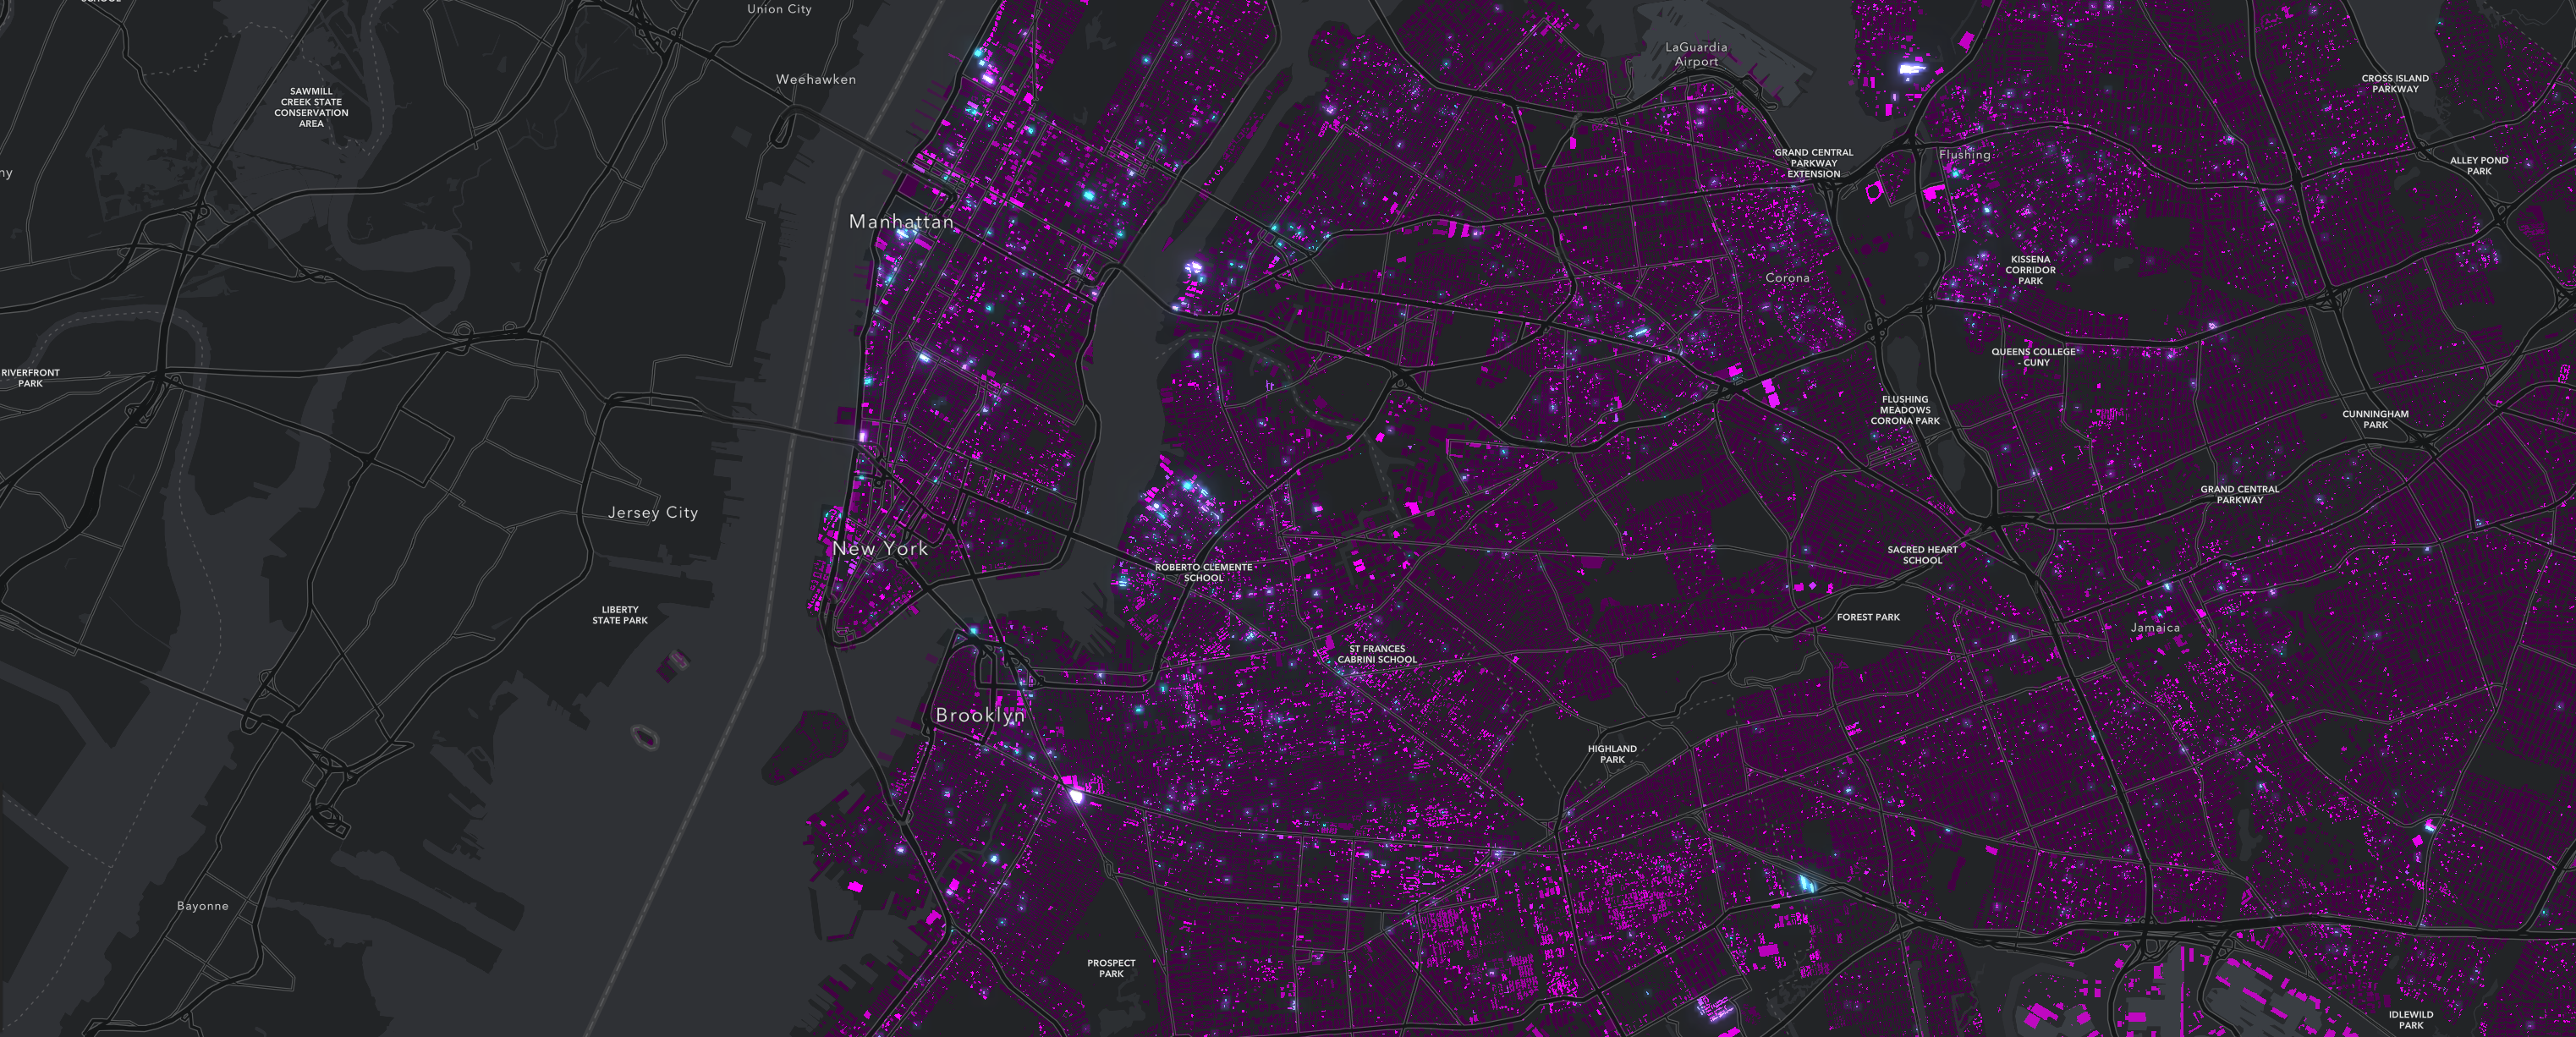 SCHOOL
Union City
Weehawken
LaGuardia
Airport
SAWMILL
CREEK STATE
CONSERVATION
AREA
CROSS ISLAND
PARKWAY
GRAND CENTRAL
PARKWAY
EXTENSION
Flushing
ALLEY POND
PARK
ny
Manhattan
Corona
KISSENA
CORRIDOR
PARK
RIVERFRONT
PARK
QUEENS COLLEGE
- CUNY
FLUSHING
MEADOWS
CORONA PARK
CUNNINGHAM
PARK
GRAND CENTRAL
PARKWAY
Jersey City
New York
ROBERTO CLEMENTE
SCHOOL
SACRED HEART
SCHOOL
LIBERTY
STATE PARK
FOREST PARK
Jamaica
ST FRANCES
CABRINI SCHOOL
Brooklyn
HIGHLAND
PARK
Bayonne
PROSPECT
PARK
IDLEWILD
PARK